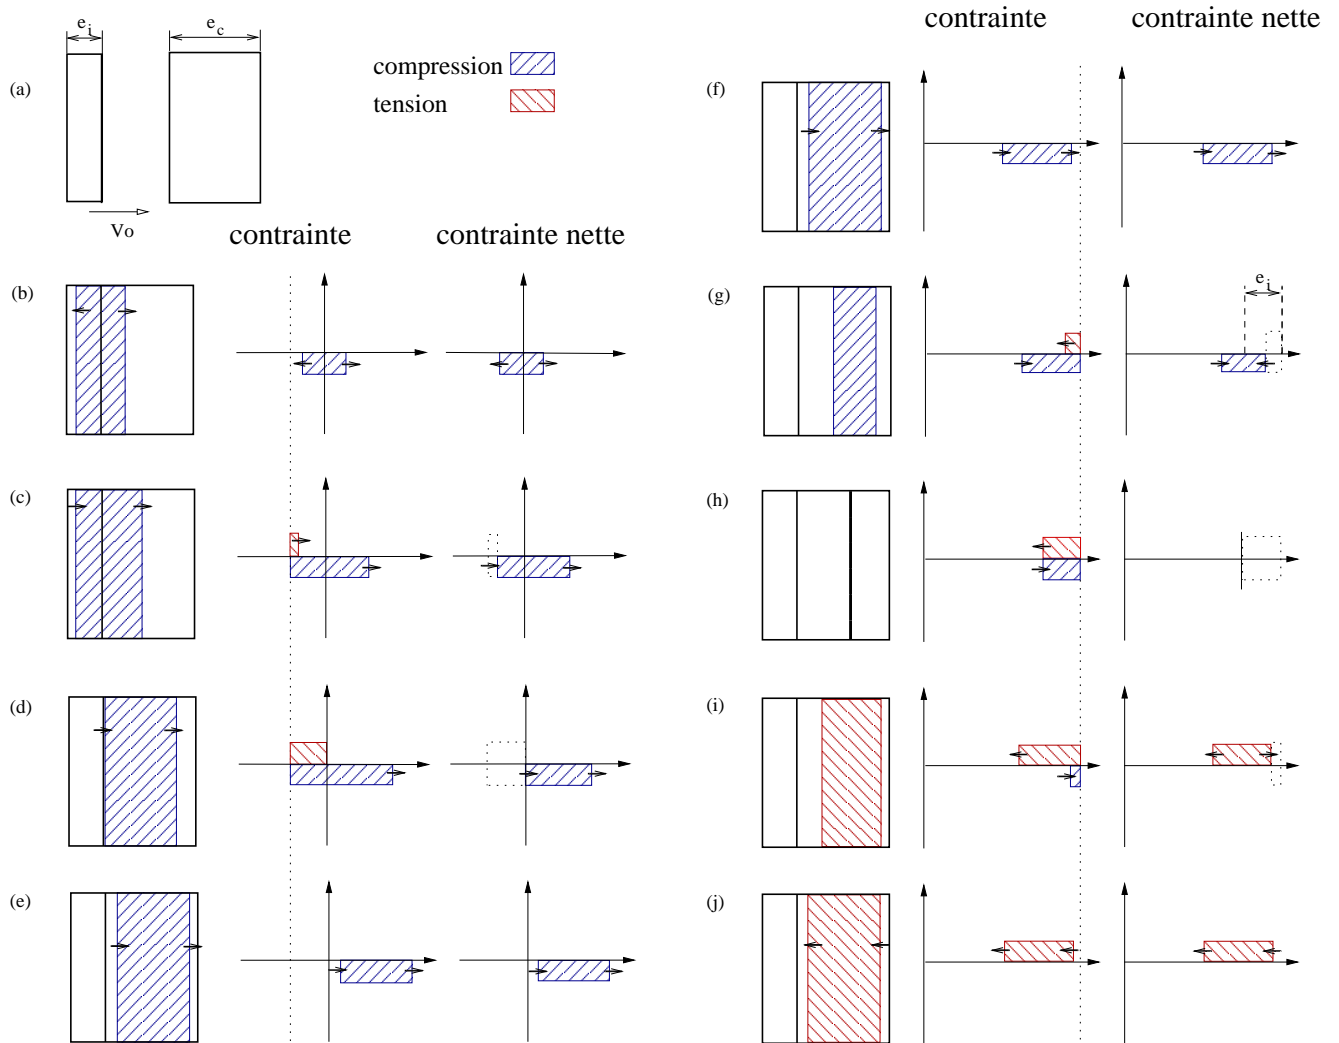 e_i
e_c
(a)
compression
tension
Vo
contrainte
contrainte nette
(b)
(c)
(d)
(e)
contrainte
contrainte nette
(f)
(g)
e_i
(h)
(i)
(j)